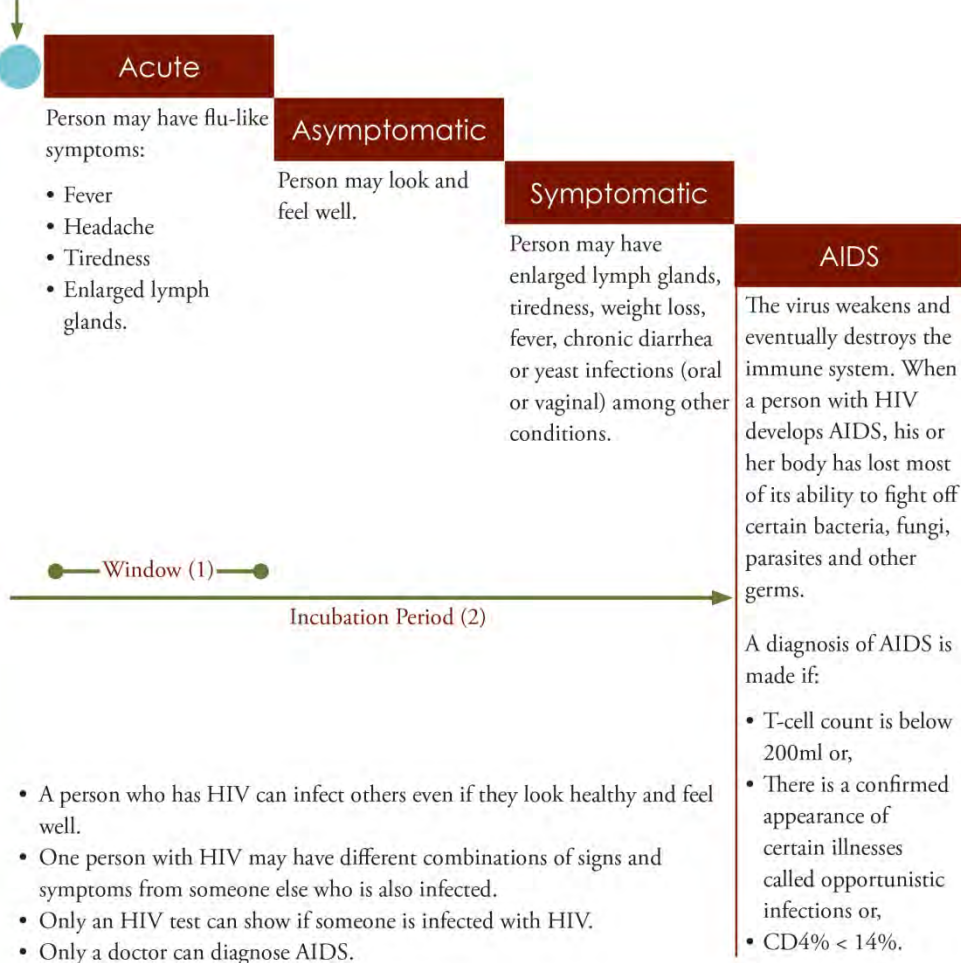 Acute
Person may have flu-like
symptoms:
• Fever
• Headache
• Tiredness
• Enlarged lymph
glands.
Asymptomatic
Person may look and
feel well.
Symptomatic
Person may have
enlarged lymph glands,
tiredness, weight loss,
fever, chronic diarrhea
or yeast infections (oral
or vaginal) among other
conditions.
AIDS
The virus weakens and
eventually destroys the
immune system. When
a person with HIV
develops AIDS, his or
her body has lost most
of its ability to fight off
certain bacteria, fungi,
parasites and other
germs.
A diagnosis of AIDS is
made if:
• T-cell count is below
200ml or,
• There is a confirmed
appearance of
certain illnesses
called opportunistic
infections or,
• CD4% < 14%.
Window (1)
Incubation Period (2)
• A person who has HIV can infect others even if they look healthy and feel
well.
• One person with HIV may have different combinations of signs and
symptoms from someone else who is also infected.
• Only an HIV test can show if someone is infected with HIV.
• Only a doctor can diagnose AIDS.